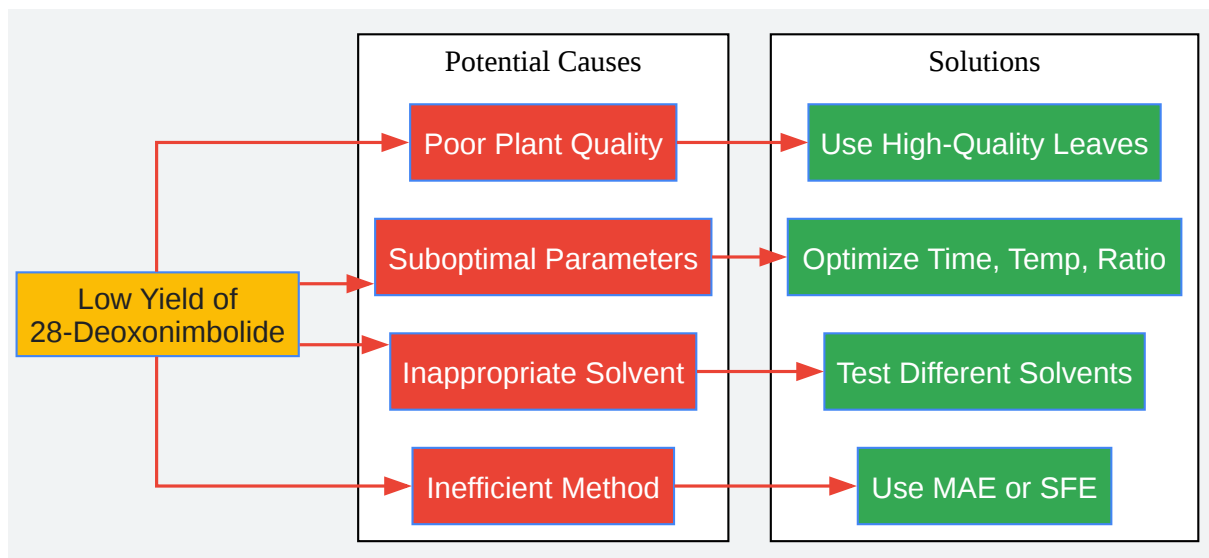 Potential Causes
Solutions
Poor Plant Quality
Use High-Quality Leaves
Suboptimal Parameters
Optimize Time, Temp, Ratio
Low Yield of
28-Deoxonimbolide
Inappropriate Solvent
Test Different Solvents
Inefficient Method
Use MAE or SFE